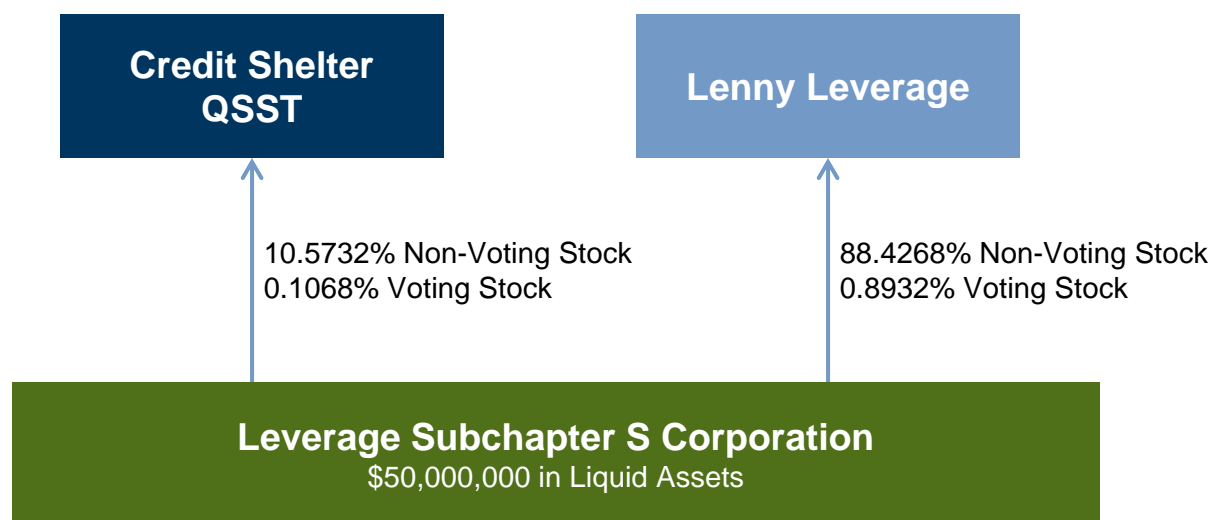 Credit Shelter
QSST
Lenny Leverage
10.5732% Non-Voting Stock
0.1068% Voting Stock
88.4268% Non-Voting Stock
0.8932% Voting Stock
Leverage Subchapter S Corporation
$50,000,000 in Liquid Assets